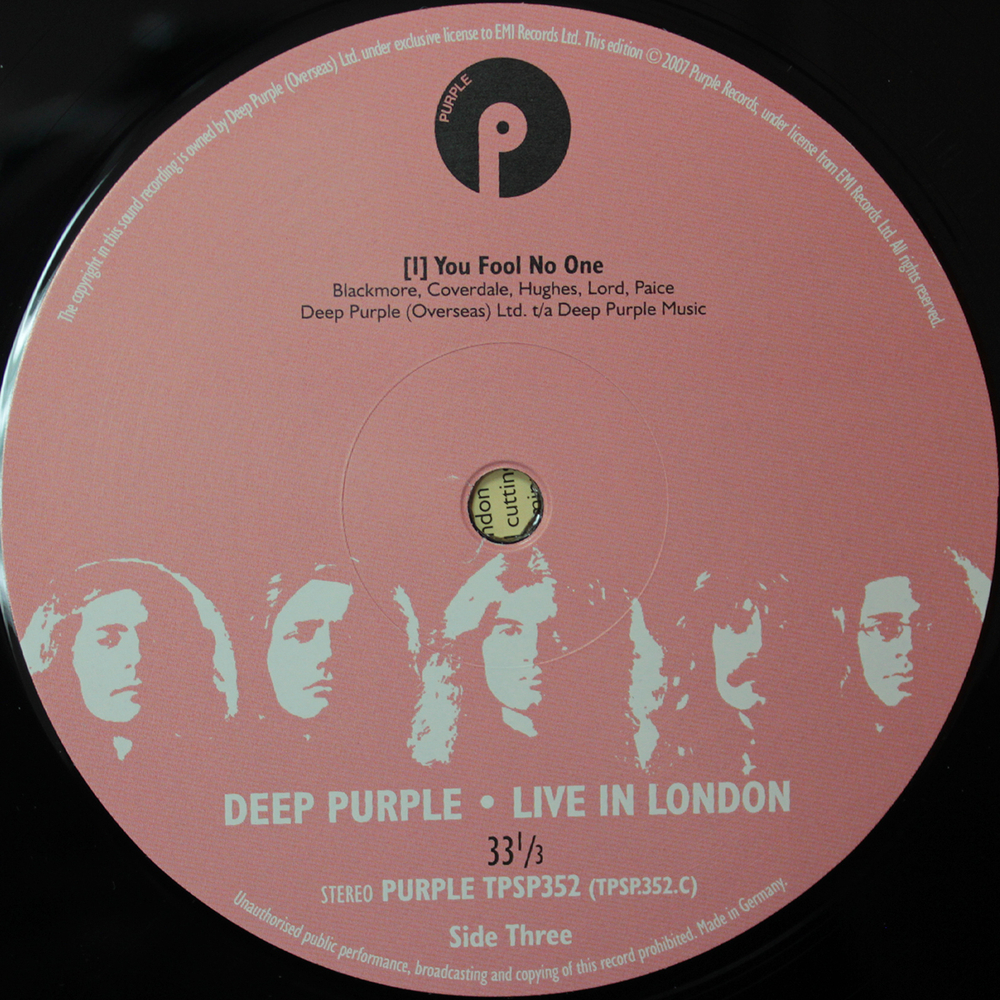 The copyright in this sound recording is owned by Deep Purple (Overseas) Ltd. under exclusive license to EMI Records Ltd. This edition © 2007 Purple Records, under license from EMI Records Ltd. All rights reserved.
PURPLE
P
[1] You Fool No One
Blackmore, Coverdale, Hughes, Lord, Paice
Deep Purple (Overseas) Ltd. t/a Deep Purple Music
ndon
cuttin
DEEP PURPLE • LIVE IN LONDON
33 1/3
STEREO PURPLE TPSP352 (TPSP.352.C)
Side Three
Unauthorised public performance, broadcasting and copying of this record prohibited. Made in Germany.